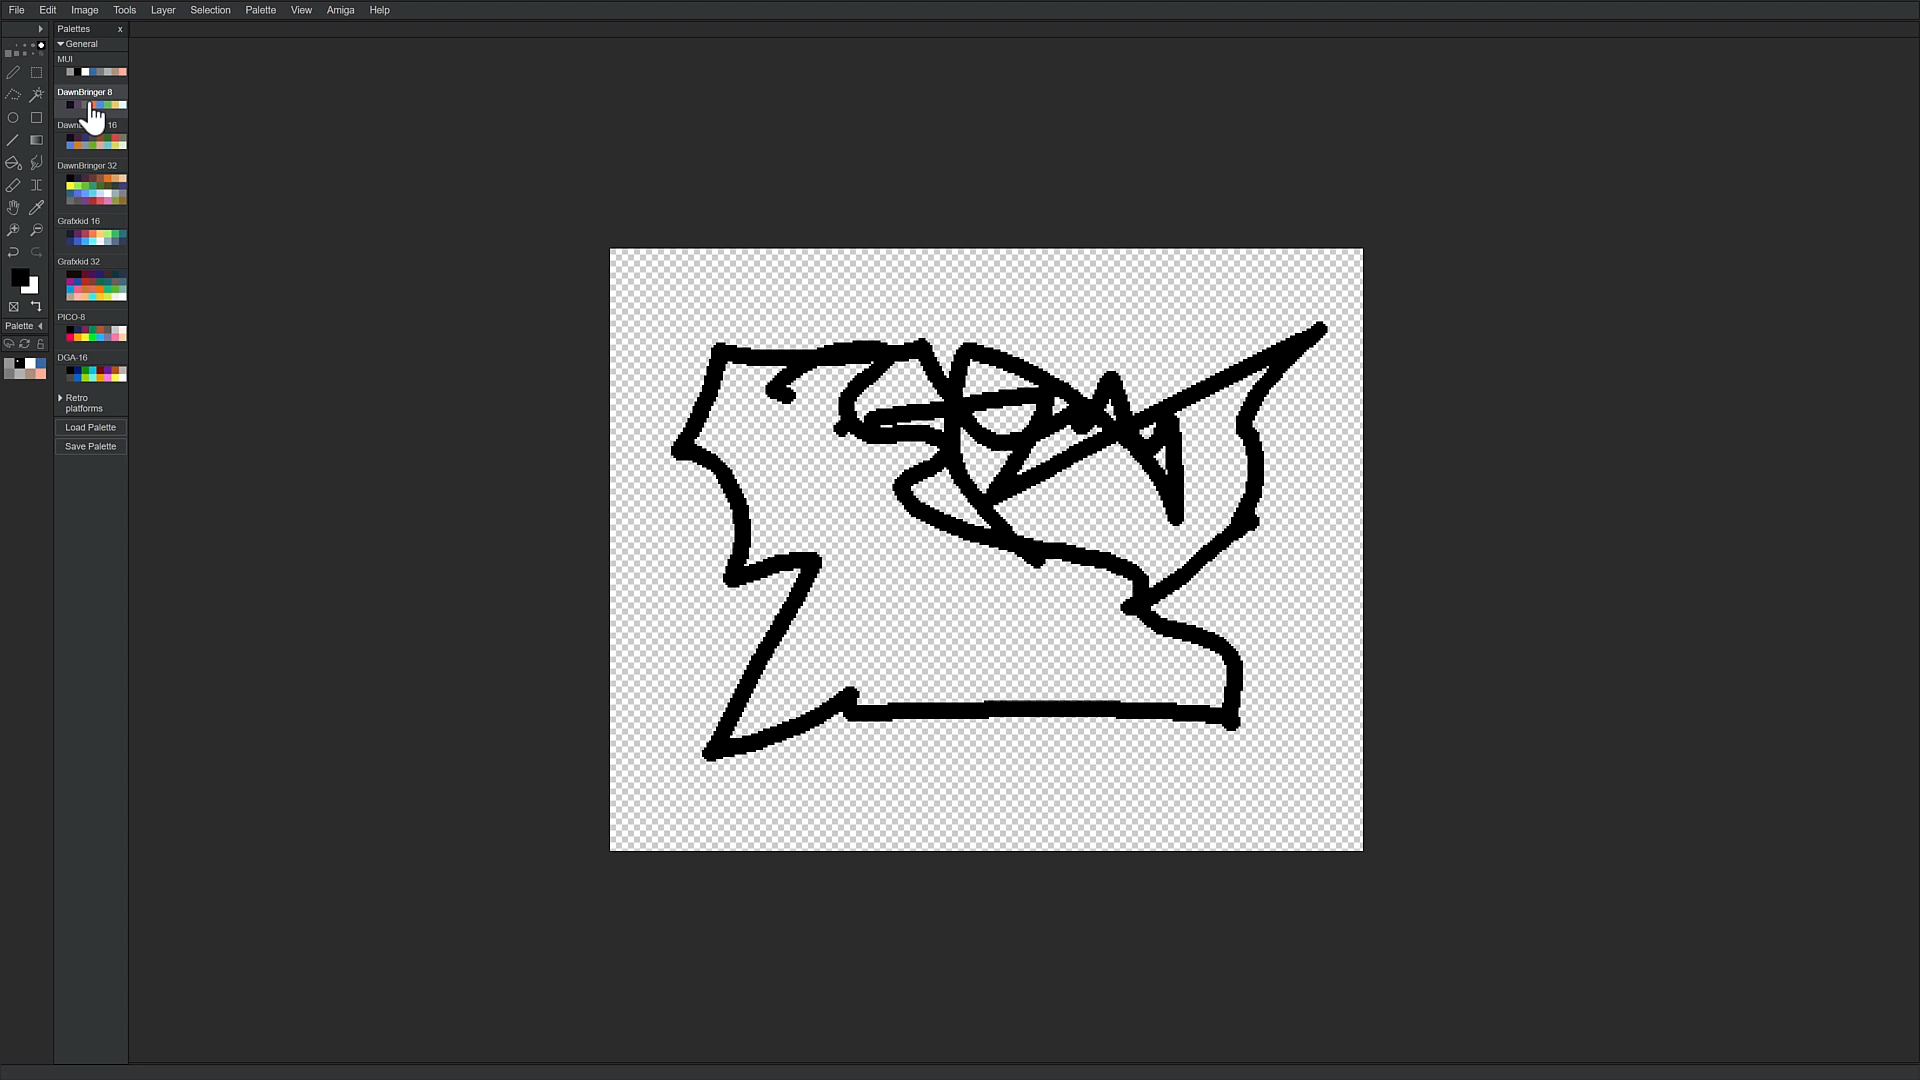 File Edit Image Tools Layer Selection Palette View Amiga Help
Palettes x
General
MUI
DawnBringer 8
16
DawnBringer 32
Grafxkid 16
Grafxkid 32
Palette
PICO-8
DGA-16
Retro
platforms
Load Palette
Save Palette